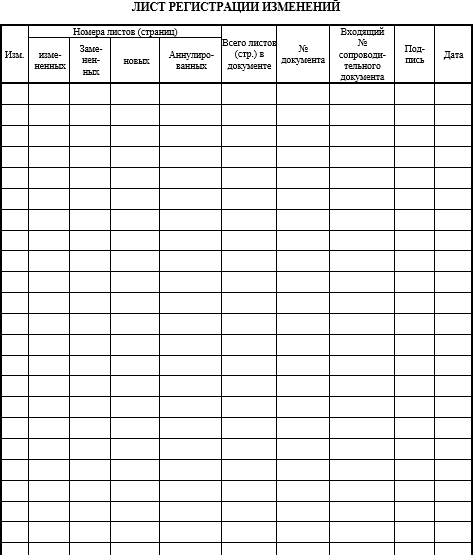 ЛИСТ РЕГИСТРАЦИИ ИЗМЕНЕНИЙ
Изм.
Номера листов (страниц)
изме-
ненных
Заме-
нен-
ных
новых
Аннулиро-
ванных
Всего листов
(стр.) в
документе
№
документа
Входящий
№
сопроводи-
тельного
документа
Под-
пись
Дата